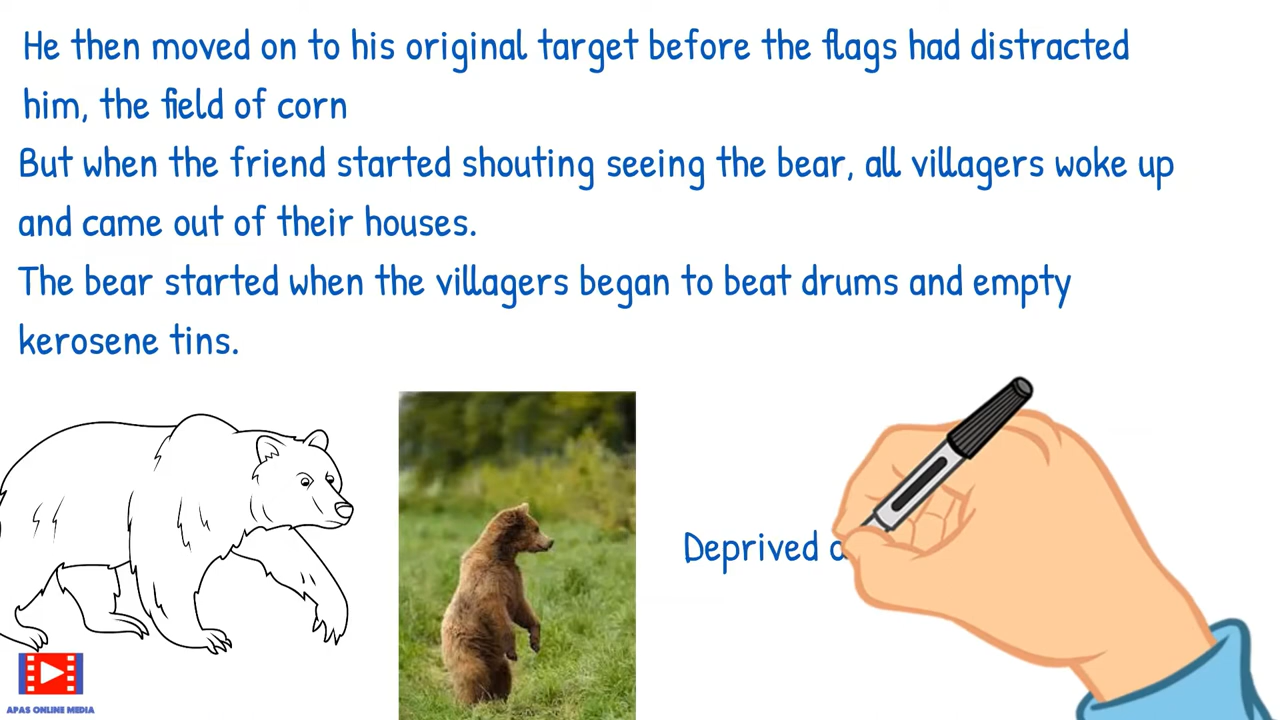 He then moved on to his original target before the flags had distracted
him, the field of corn
But when the friend started shouting seeing the bear, all villagers woke up
and came out of their houses.
The bear started when the villagers began to beat drums and empty
kerosene tins.
Deprived
APAS ONLINE MEDIA